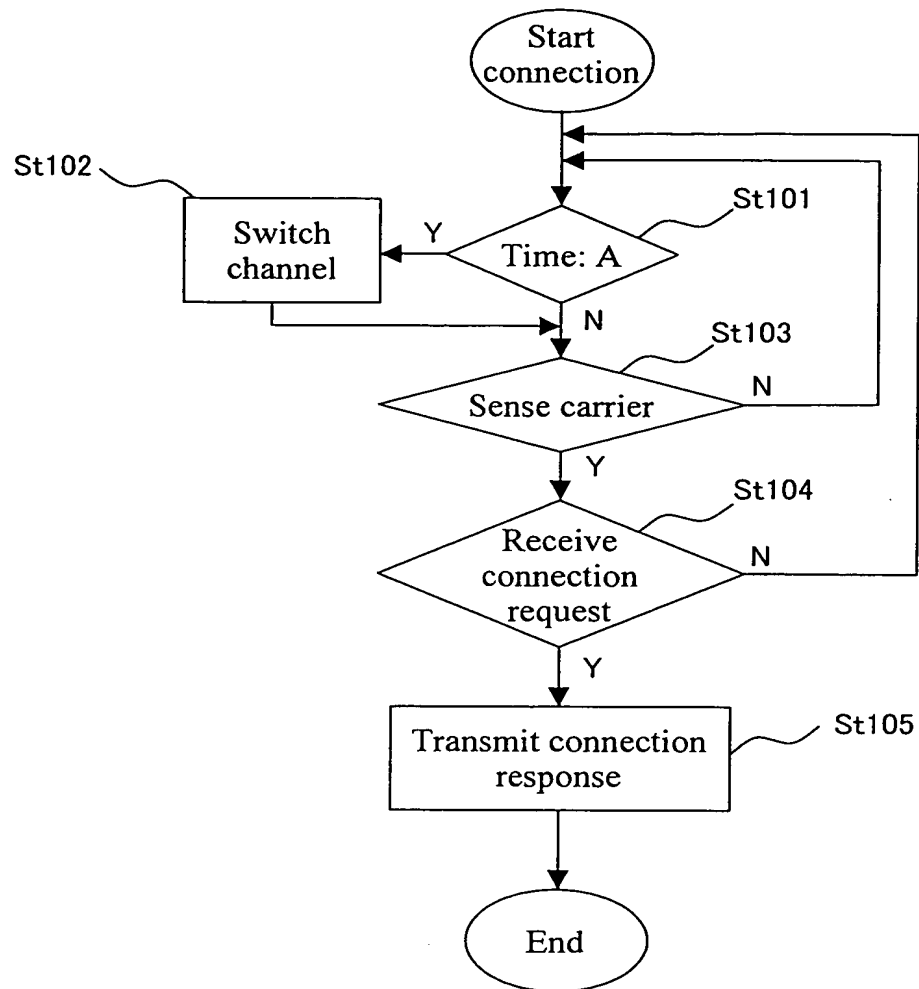 Start
connection
St102
St101
Switch
channel
Y
Time: A
N
St103
Sense carrier
N
Y
St104
Receive
connection
request
N
Y
Transmit connection
response
St105
End